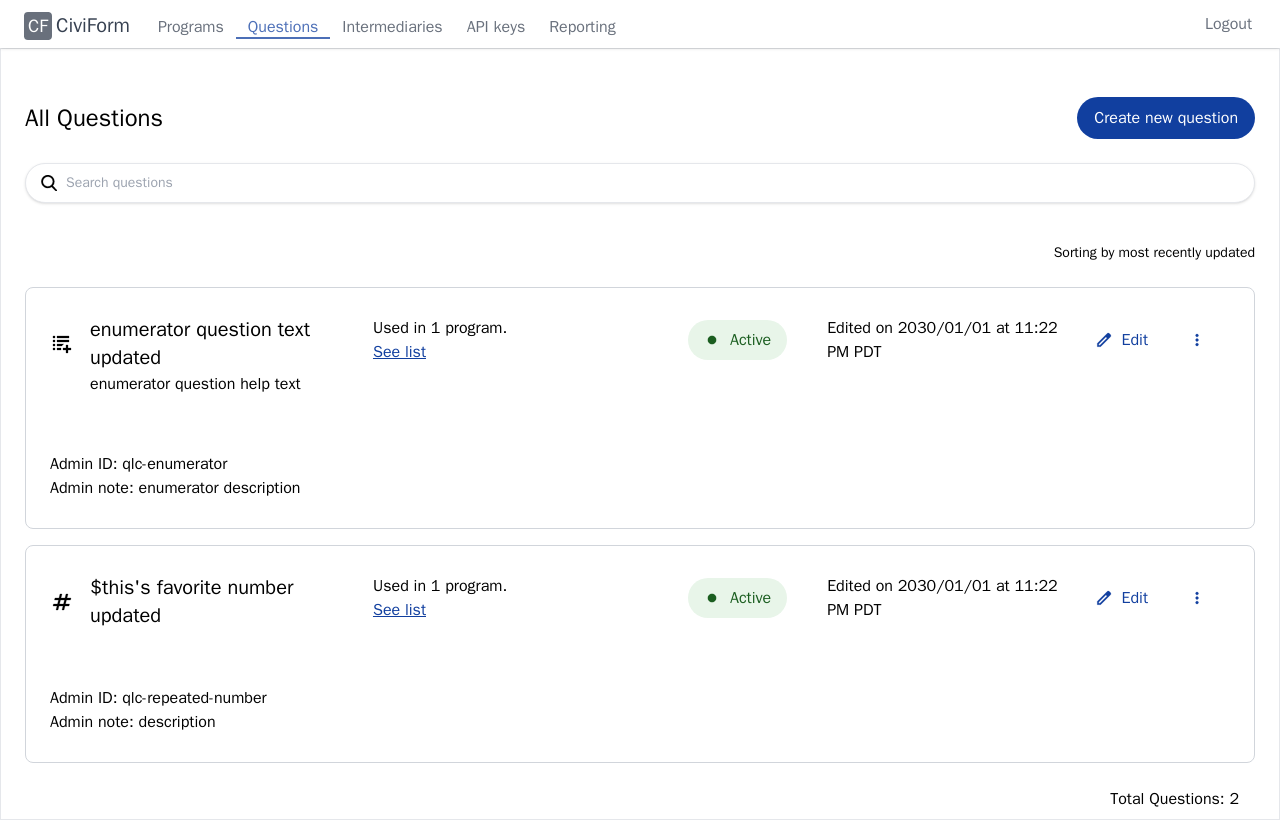 CF CiviForm Programs Questions Intermediaries API keys Reporting Logout
All Questions
Create new question
Search questions
Sorting by most recently updated
enumerator question text
updated
enumerator question help text
Used in 1 program.
See list
Active
Edited on 2030/01/01 at 11:22
PM PDT
Edit
Admin ID: qlc-enumerator
Admin note: enumerator description
$this's favorite number
updated
Used in 1 program.
See list
Active
Edited on 2030/01/01 at 11:22
PM PDT
Edit
Admin ID: qlc-repeated-number
Admin note: description
Total Questions: 2